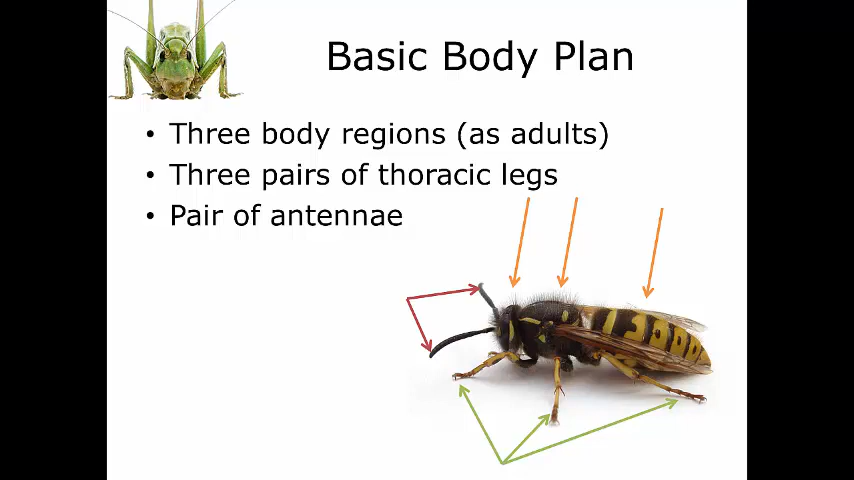 Basic Body Plan
• Three body regions (as adults)
• Three pairs of thoracic legs
• Pair of antennae